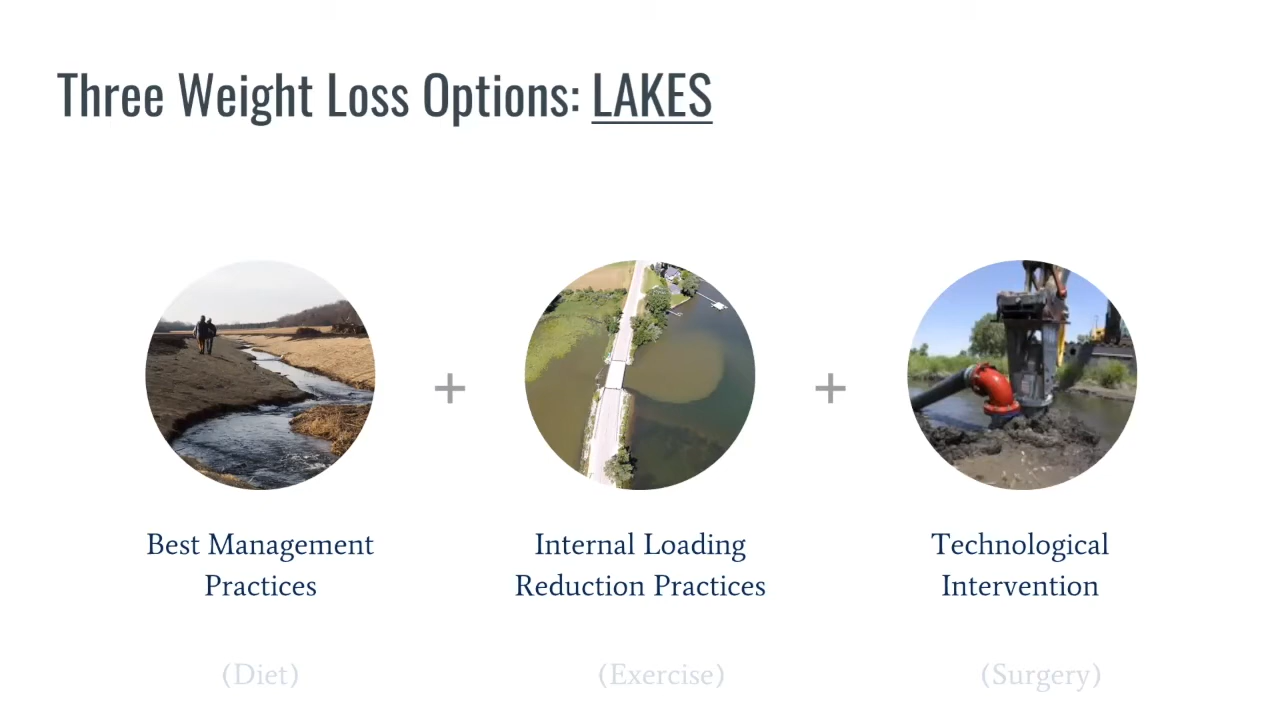 Three Weight Loss Options: LAKES
+
+
Best Management
Practices
Internal Loading
Reduction Practices
Technological
Intervention
(Diet)
(Exercise)
(Surgery)